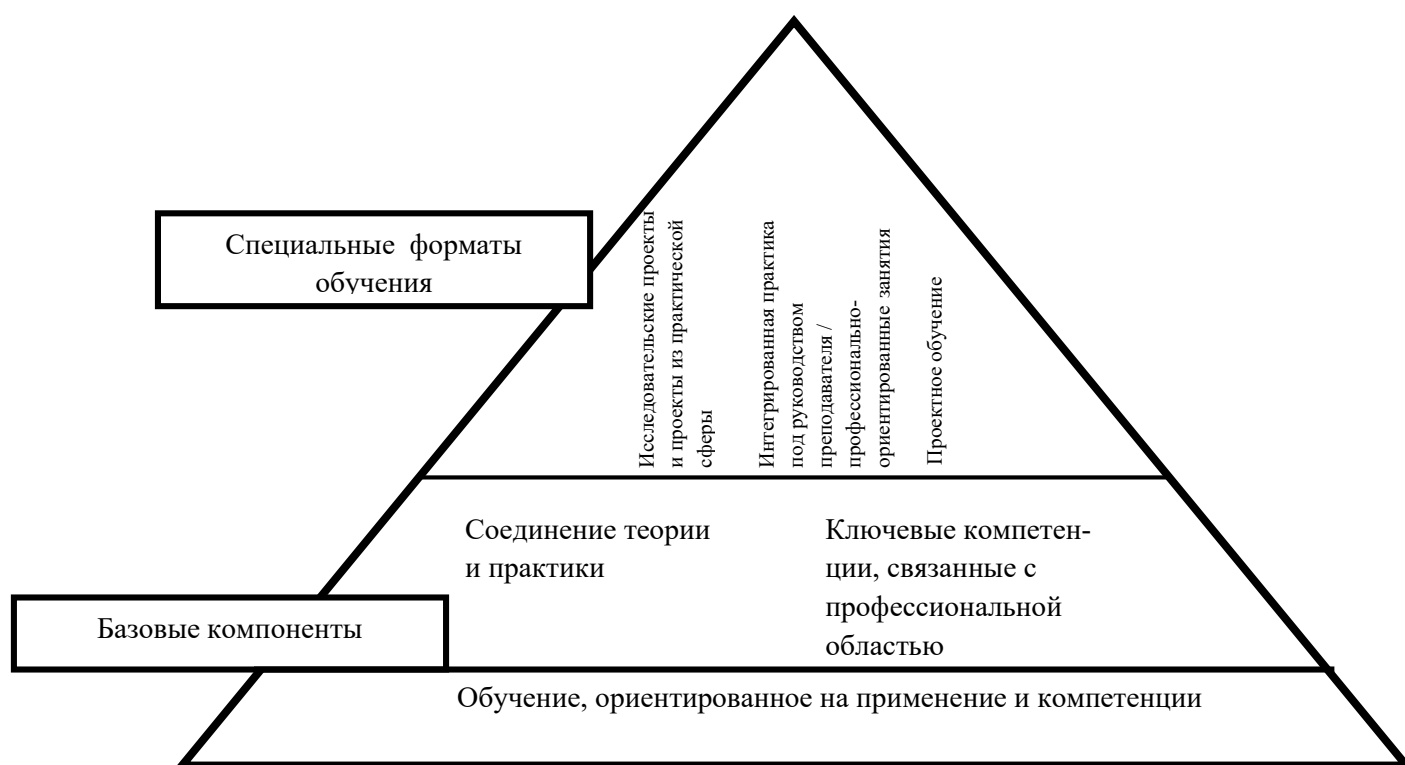 Специальные форматы
обучения
Исследовательские проекты
и проекты из практической
сферы
Интегрированная практика
под руководством
преподавателя /
профессионально-
ориентированные занятия
Проектное обучение
Соединение теории
и практики
Ключевые компетен-
ции, связанные с
профессиональной
областью
Базовые компоненты
Обучение, ориентированное на применение и компетенции